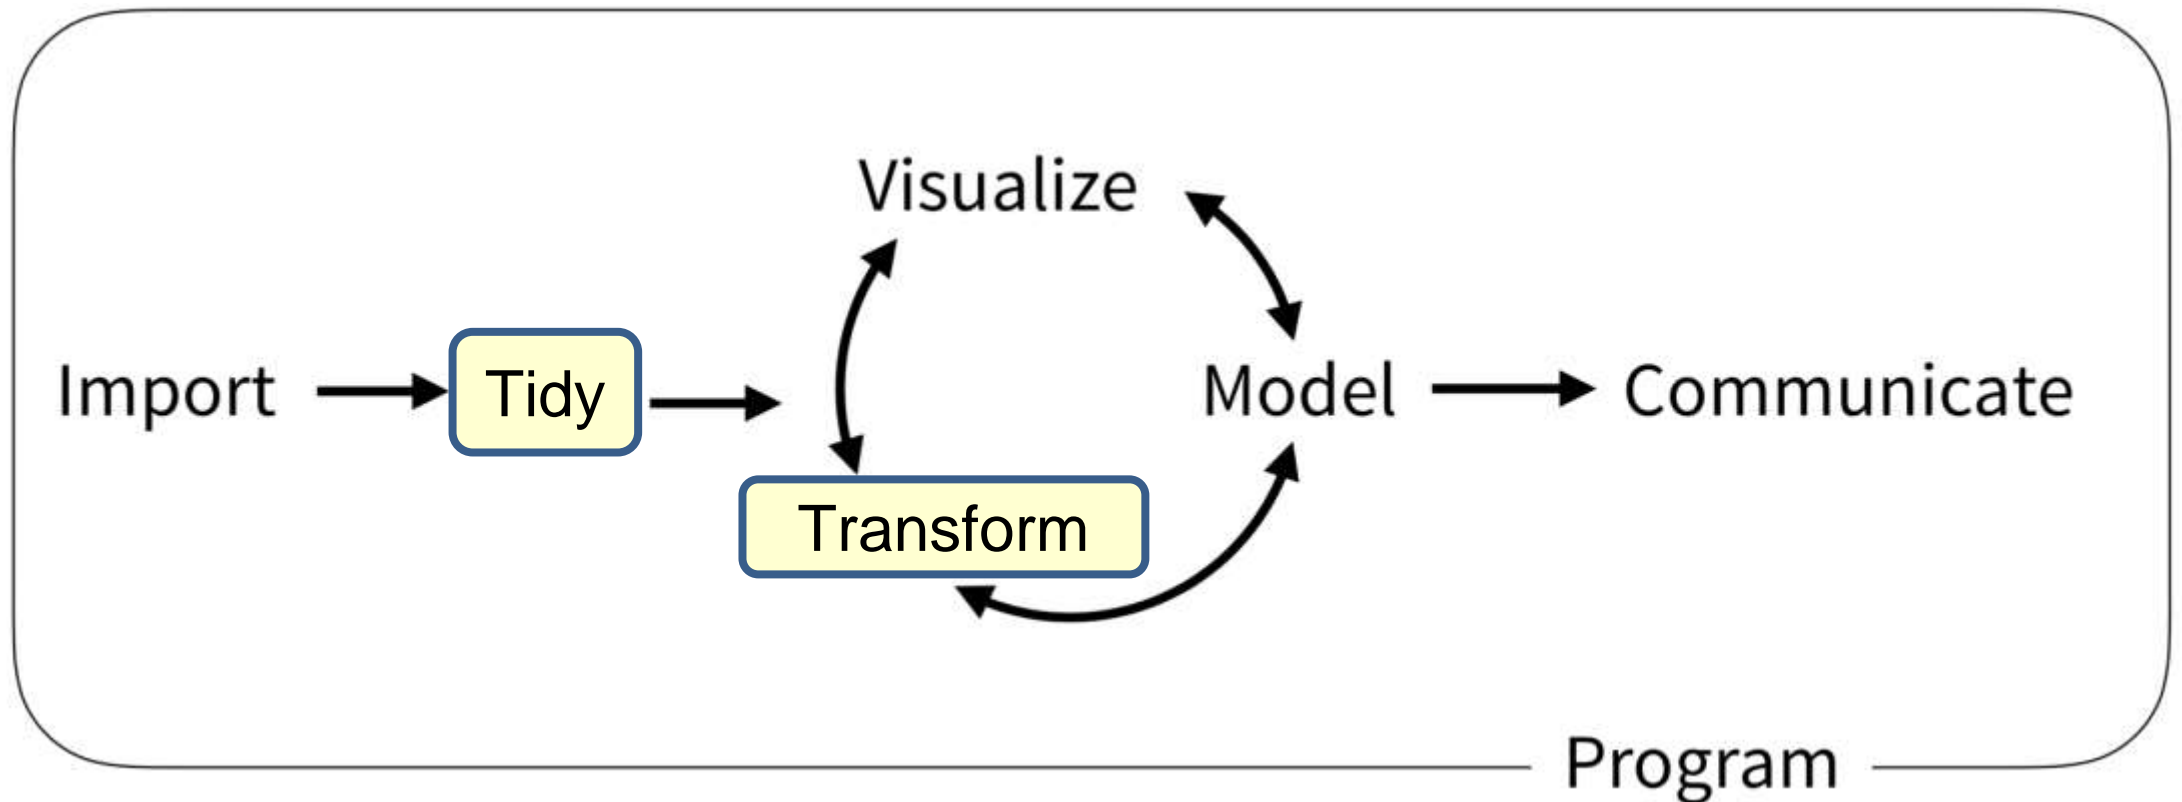 Visualize
Import
Tidy
Model
Communicate
Transform
Program